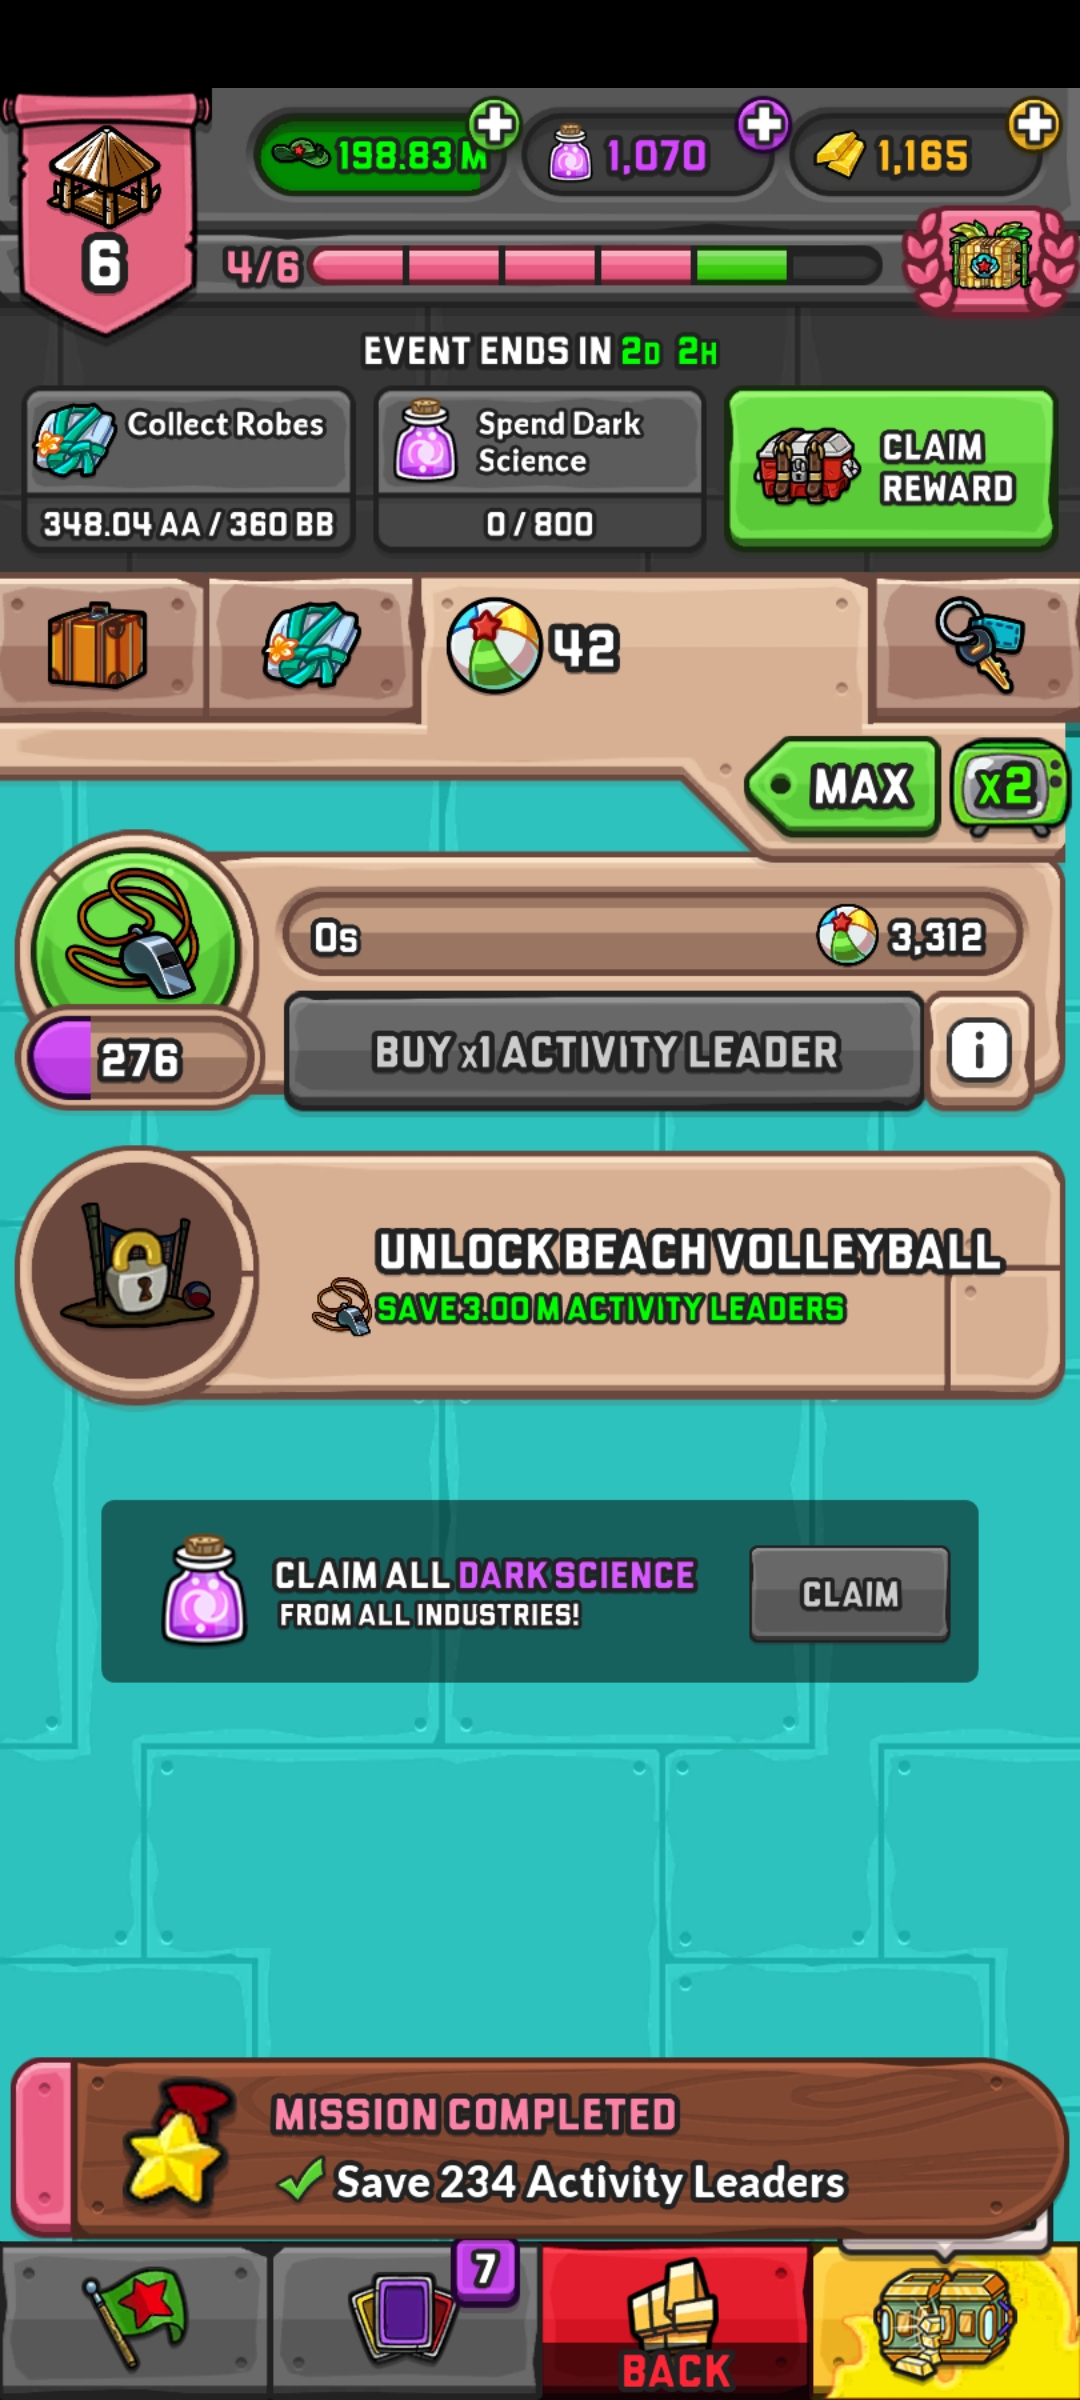 198.83 M
1,070
1,165
6
4/6
EVENT ENDS IN 2D 2H
Collect Robes
348.04 AA / 360 BB
Spend Dark
Science
0 / 800
CLAIM
REWARD
42
MAX
x2
0s
3,312
276
BUY x1 ACTIVITY LEADER
i
UNLOCK BEACH VOLLEYBALL
SAVE 3.00 M ACTIVITY LEADERS
CLAIM ALL DARK SCIENCE
FROM ALL INDUSTRIES!
CLAIM
MISSION COMPLETED
Save 234 Activity Leaders
7
BACK